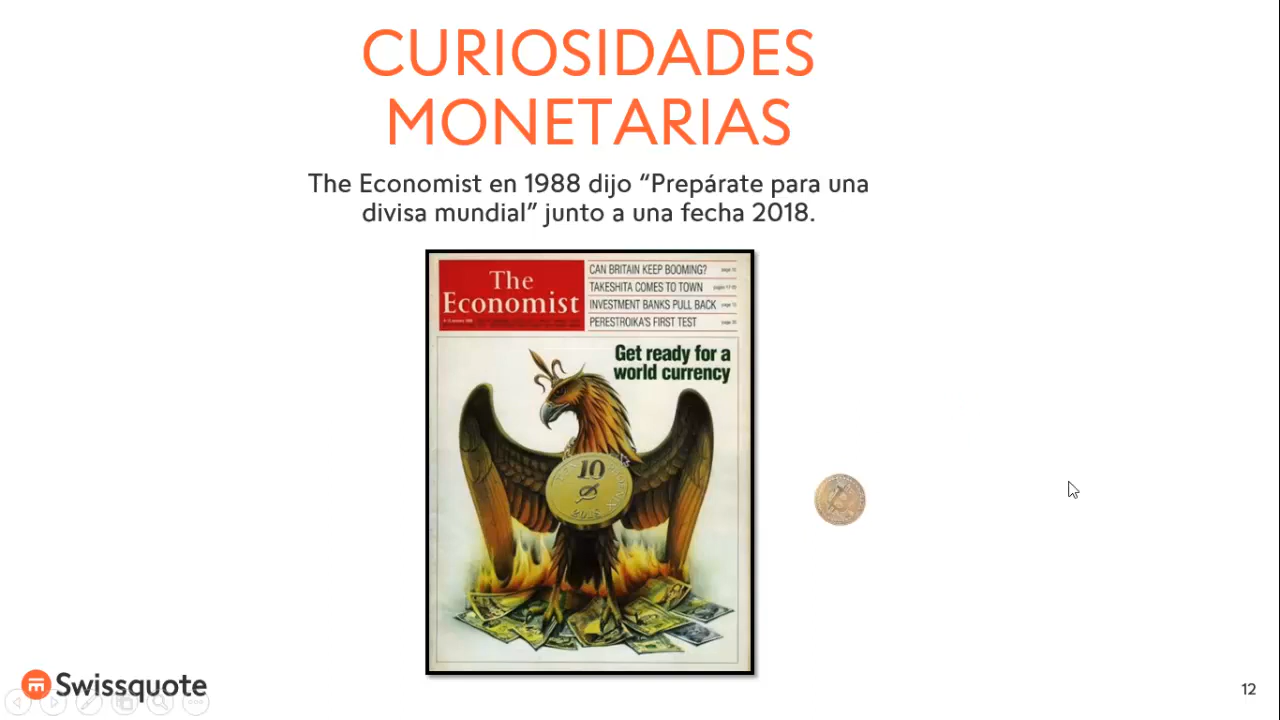 CURIOSIDADES
MONETARIAS
The Economist en 1988 dijo “Prepárate para una
divisa mundial” junto a una fecha 2018.
The
Economist
CAN BRITAIN KEEP BOOMING?
TAKESHITA COMES TO TOWN
INVESTMENT BANKS PULL BACK
PERESTROIKA'S FIRST TEST
Get ready for a
world currency
10
2018
Swissquote
12